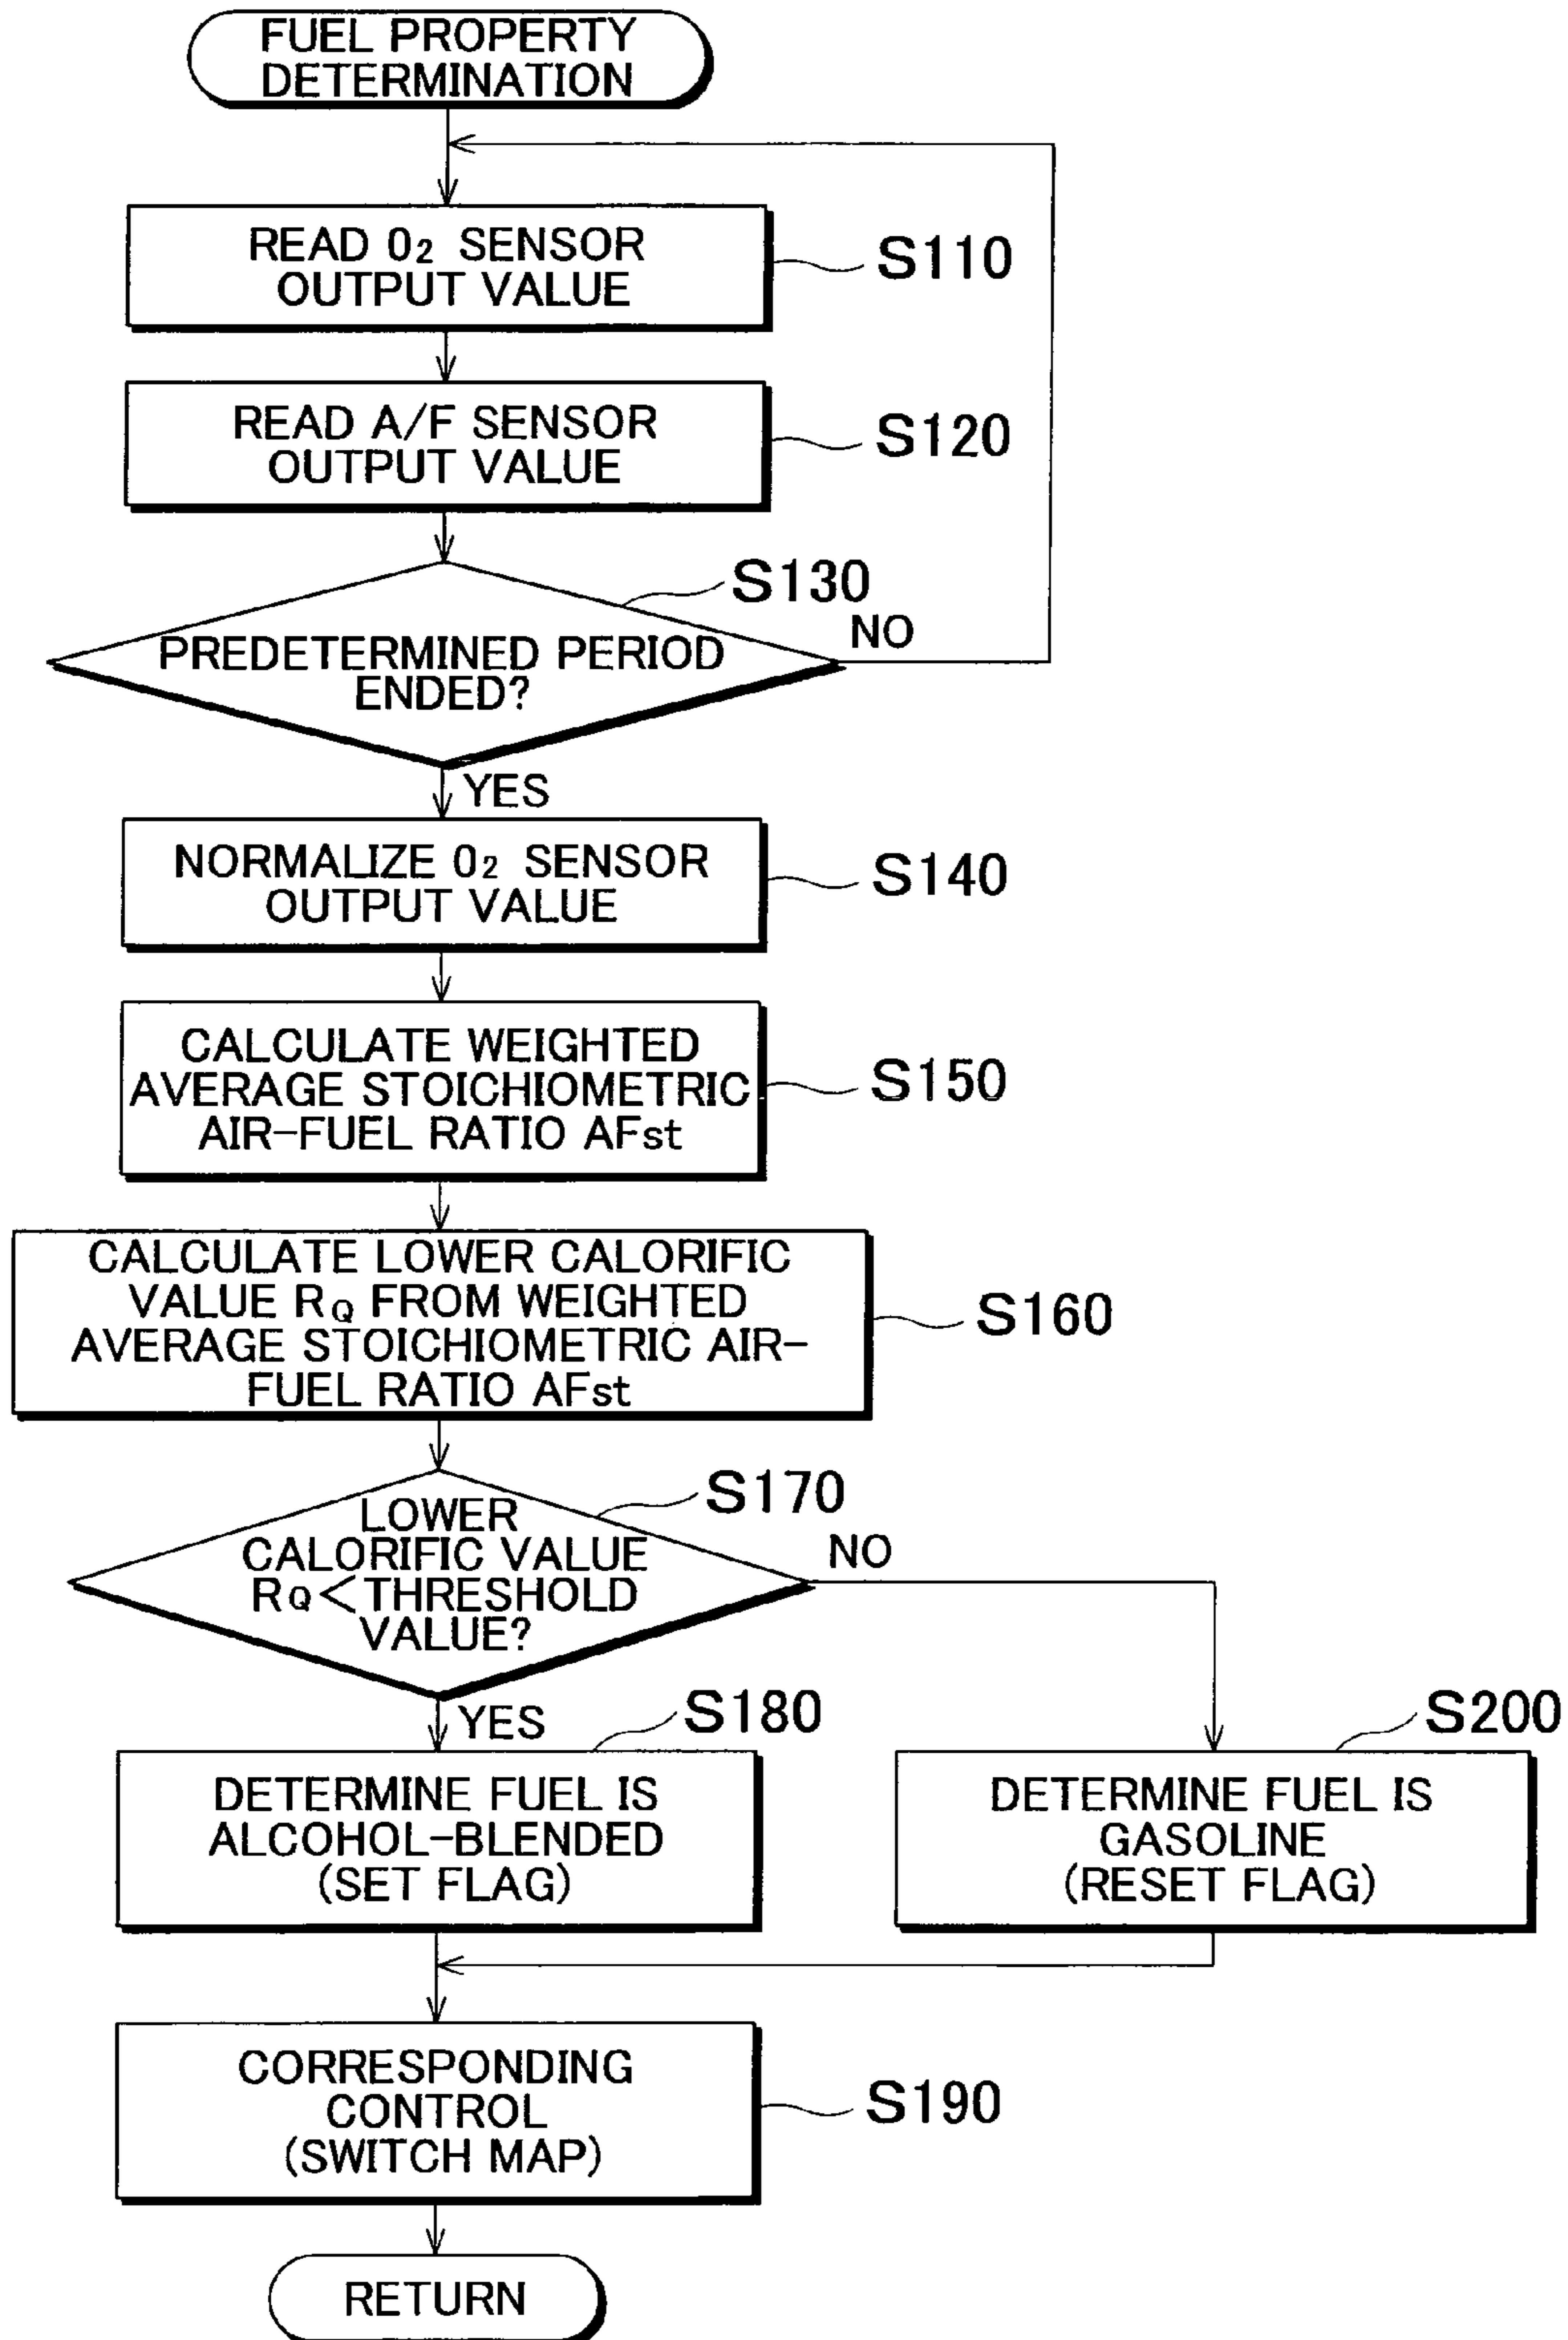 FUEL PROPERTY
DETERMINATION
READ O₂ SENSOR
OUTPUT VALUE
S110
READ A/F SENSOR
OUTPUT VALUE
S120
S130
PREDETERMINED PERIOD
ENDED?
NO
YES
NORMALIZE O₂ SENSOR
OUTPUT VALUE
S140
CALCULATE WEIGHTED
AVERAGE STOICHIOMETRIC
AIR-FUEL RATIO AFst
S150
CALCULATE LOWER CALORIFIC
VALUE RQ FROM WEIGHTED
AVERAGE STOICHIOMETRIC AIR-
FUEL RATIO AFst
S160
S170
LOWER
CALORIFIC VALUE
RQ<THRESHOLD
VALUE?
NO
YES
S180
DETERMINE FUEL IS
ALCOHOL-BLENDED
(SET FLAG)
S200
DETERMINE FUEL IS
GASOLINE
(RESET FLAG)
CORRESPONDING
CONTROL
(SWITCH MAP)
S190
RETURN